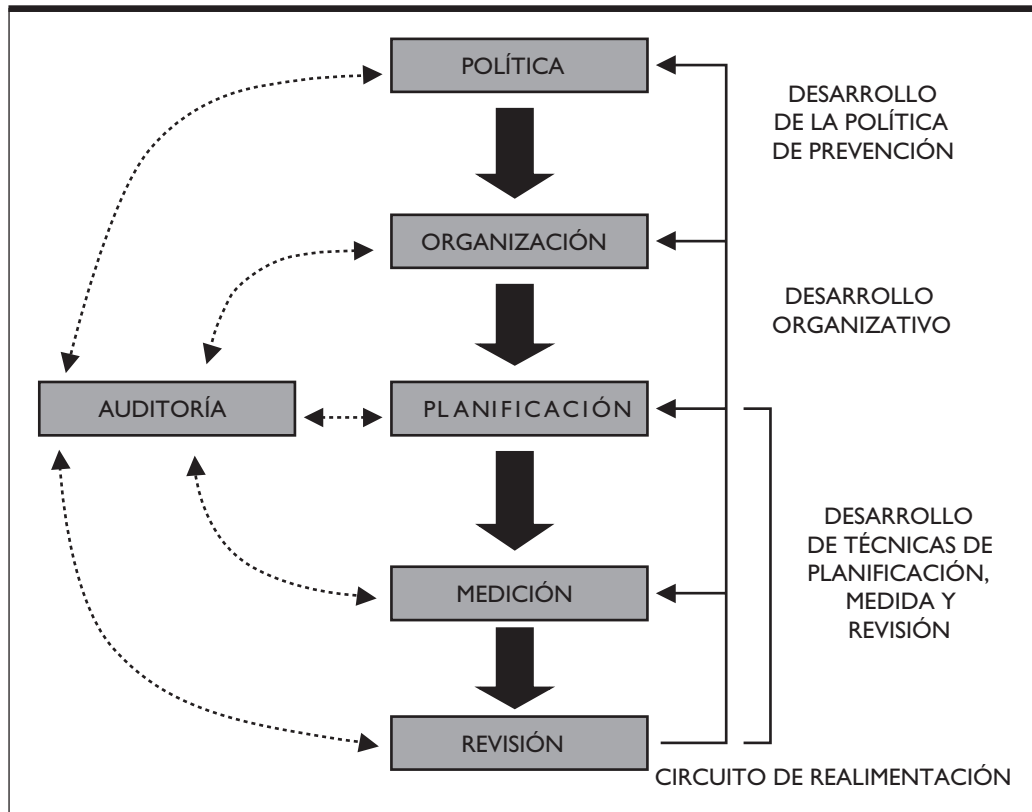 POLÍTICA
DESARROLLO
DE LA POLÍTICA
DE PREVENCIÓN
ORGANIZACIÓN
DESARROLLO
ORGANIZATIVO
AUDITORÍA
PLANIFICACIÓN
DESARROLLO
DE TÉCNICAS DE
PLANIFICACIÓN,
MEDIDA Y
REVISIÓN
MEDICIÓN
REVISIÓN
CIRCUITO DE REALIMENTACIÓN